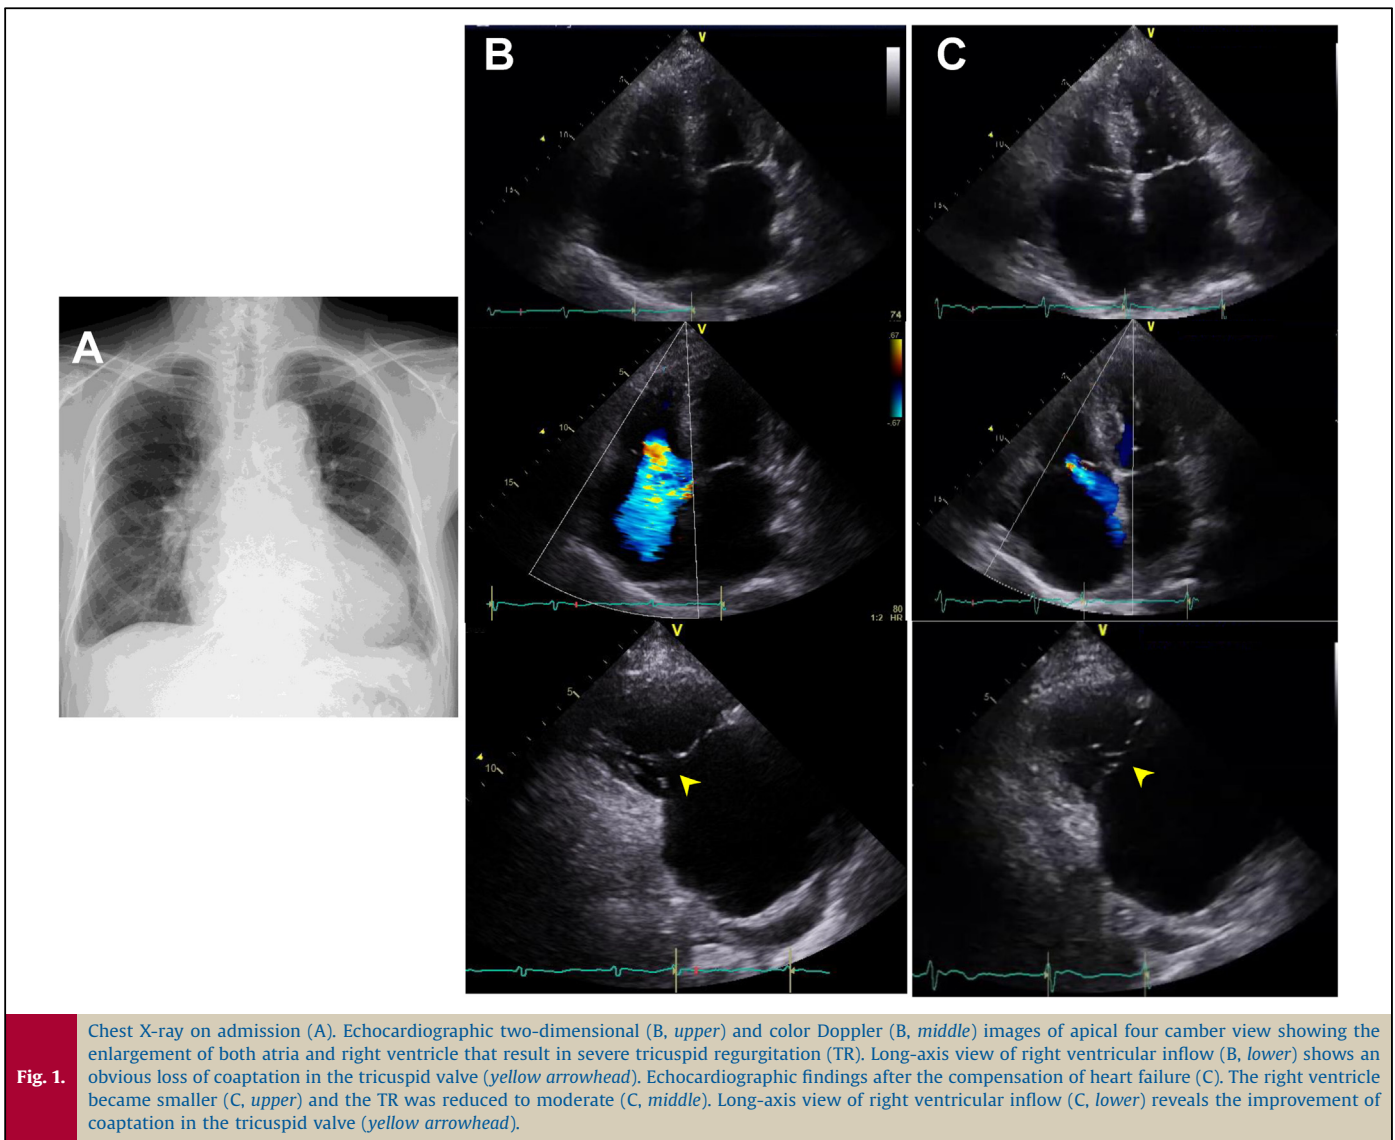 A
B
V
5
10
15
74
C
V
5
10
15
V
5
10
15
.67
-.67
80
1:2 HR
V
5
10
15
V
5
10
V
5
Fig. 1.
Chest X-ray on admission (A). Echocardiographic two-dimensional (B, upper) and color Doppler (B, middle) images of apical four camber view showing the
enlargement of both atria and right ventricle that result in severe tricuspid regurgitation (TR). Long-axis view of right ventricular inflow (B, lower) shows an
obvious loss of coaptation in the tricuspid valve (yellow arrowhead). Echocardiographic findings after the compensation of heart failure (C). The right ventricle
became smaller (C, upper) and the TR was reduced to moderate (C, middle). Long-axis view of right ventricular inflow (C, lower) reveals the improvement of
coaptation in the tricuspid valve (yellow arrowhead).